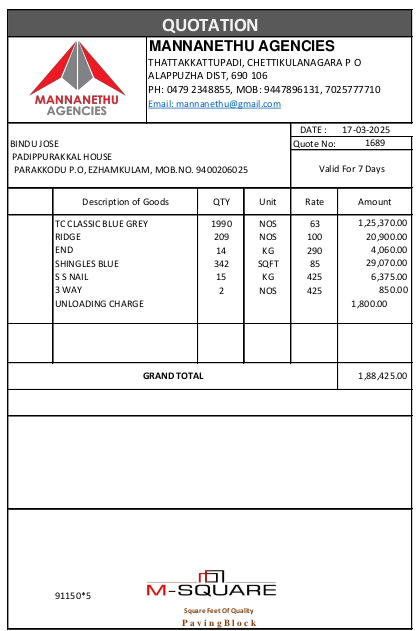 QUOTATION
MANNANETHU AGENCIES
THATTAKKATTUPADI, CHETTIKULANAGARA P O
ALAPPUZHA DIST, 690 106
PH: 0479 2348855, MOB: 9447896131, 7025777710
Email: mannanethu@gmail.com
MANNANETHU
AGENCIES
DATE : 17-03-2025
Quote No: 1689
Valid For 7 Days
BINDU JOSE
PADIPPURAKKAL HOUSE
PARAKKODU P.O, EZHAMKULAM, MOB.NO. 9400206025
Description of Goods QTY Unit Rate Amount
TC CLASSIC BLUE GREY 1990 NOS 63 1,25,370.00
RIDGE 209 NOS 100 20,900.00
END 14 KG 290 4,060.00
SHINGLES BLUE 342 SQFT 85 29,070.00
S S NAIL 15 KG 425 6,375.00
3 WAY 2 NOS 425 850.00
UNLOADING CHARGE 1,800.00
GRAND TOTAL 1,88,425.00
91150*5
M-SQUARE
Square Feet Of Quality
PavingBlock